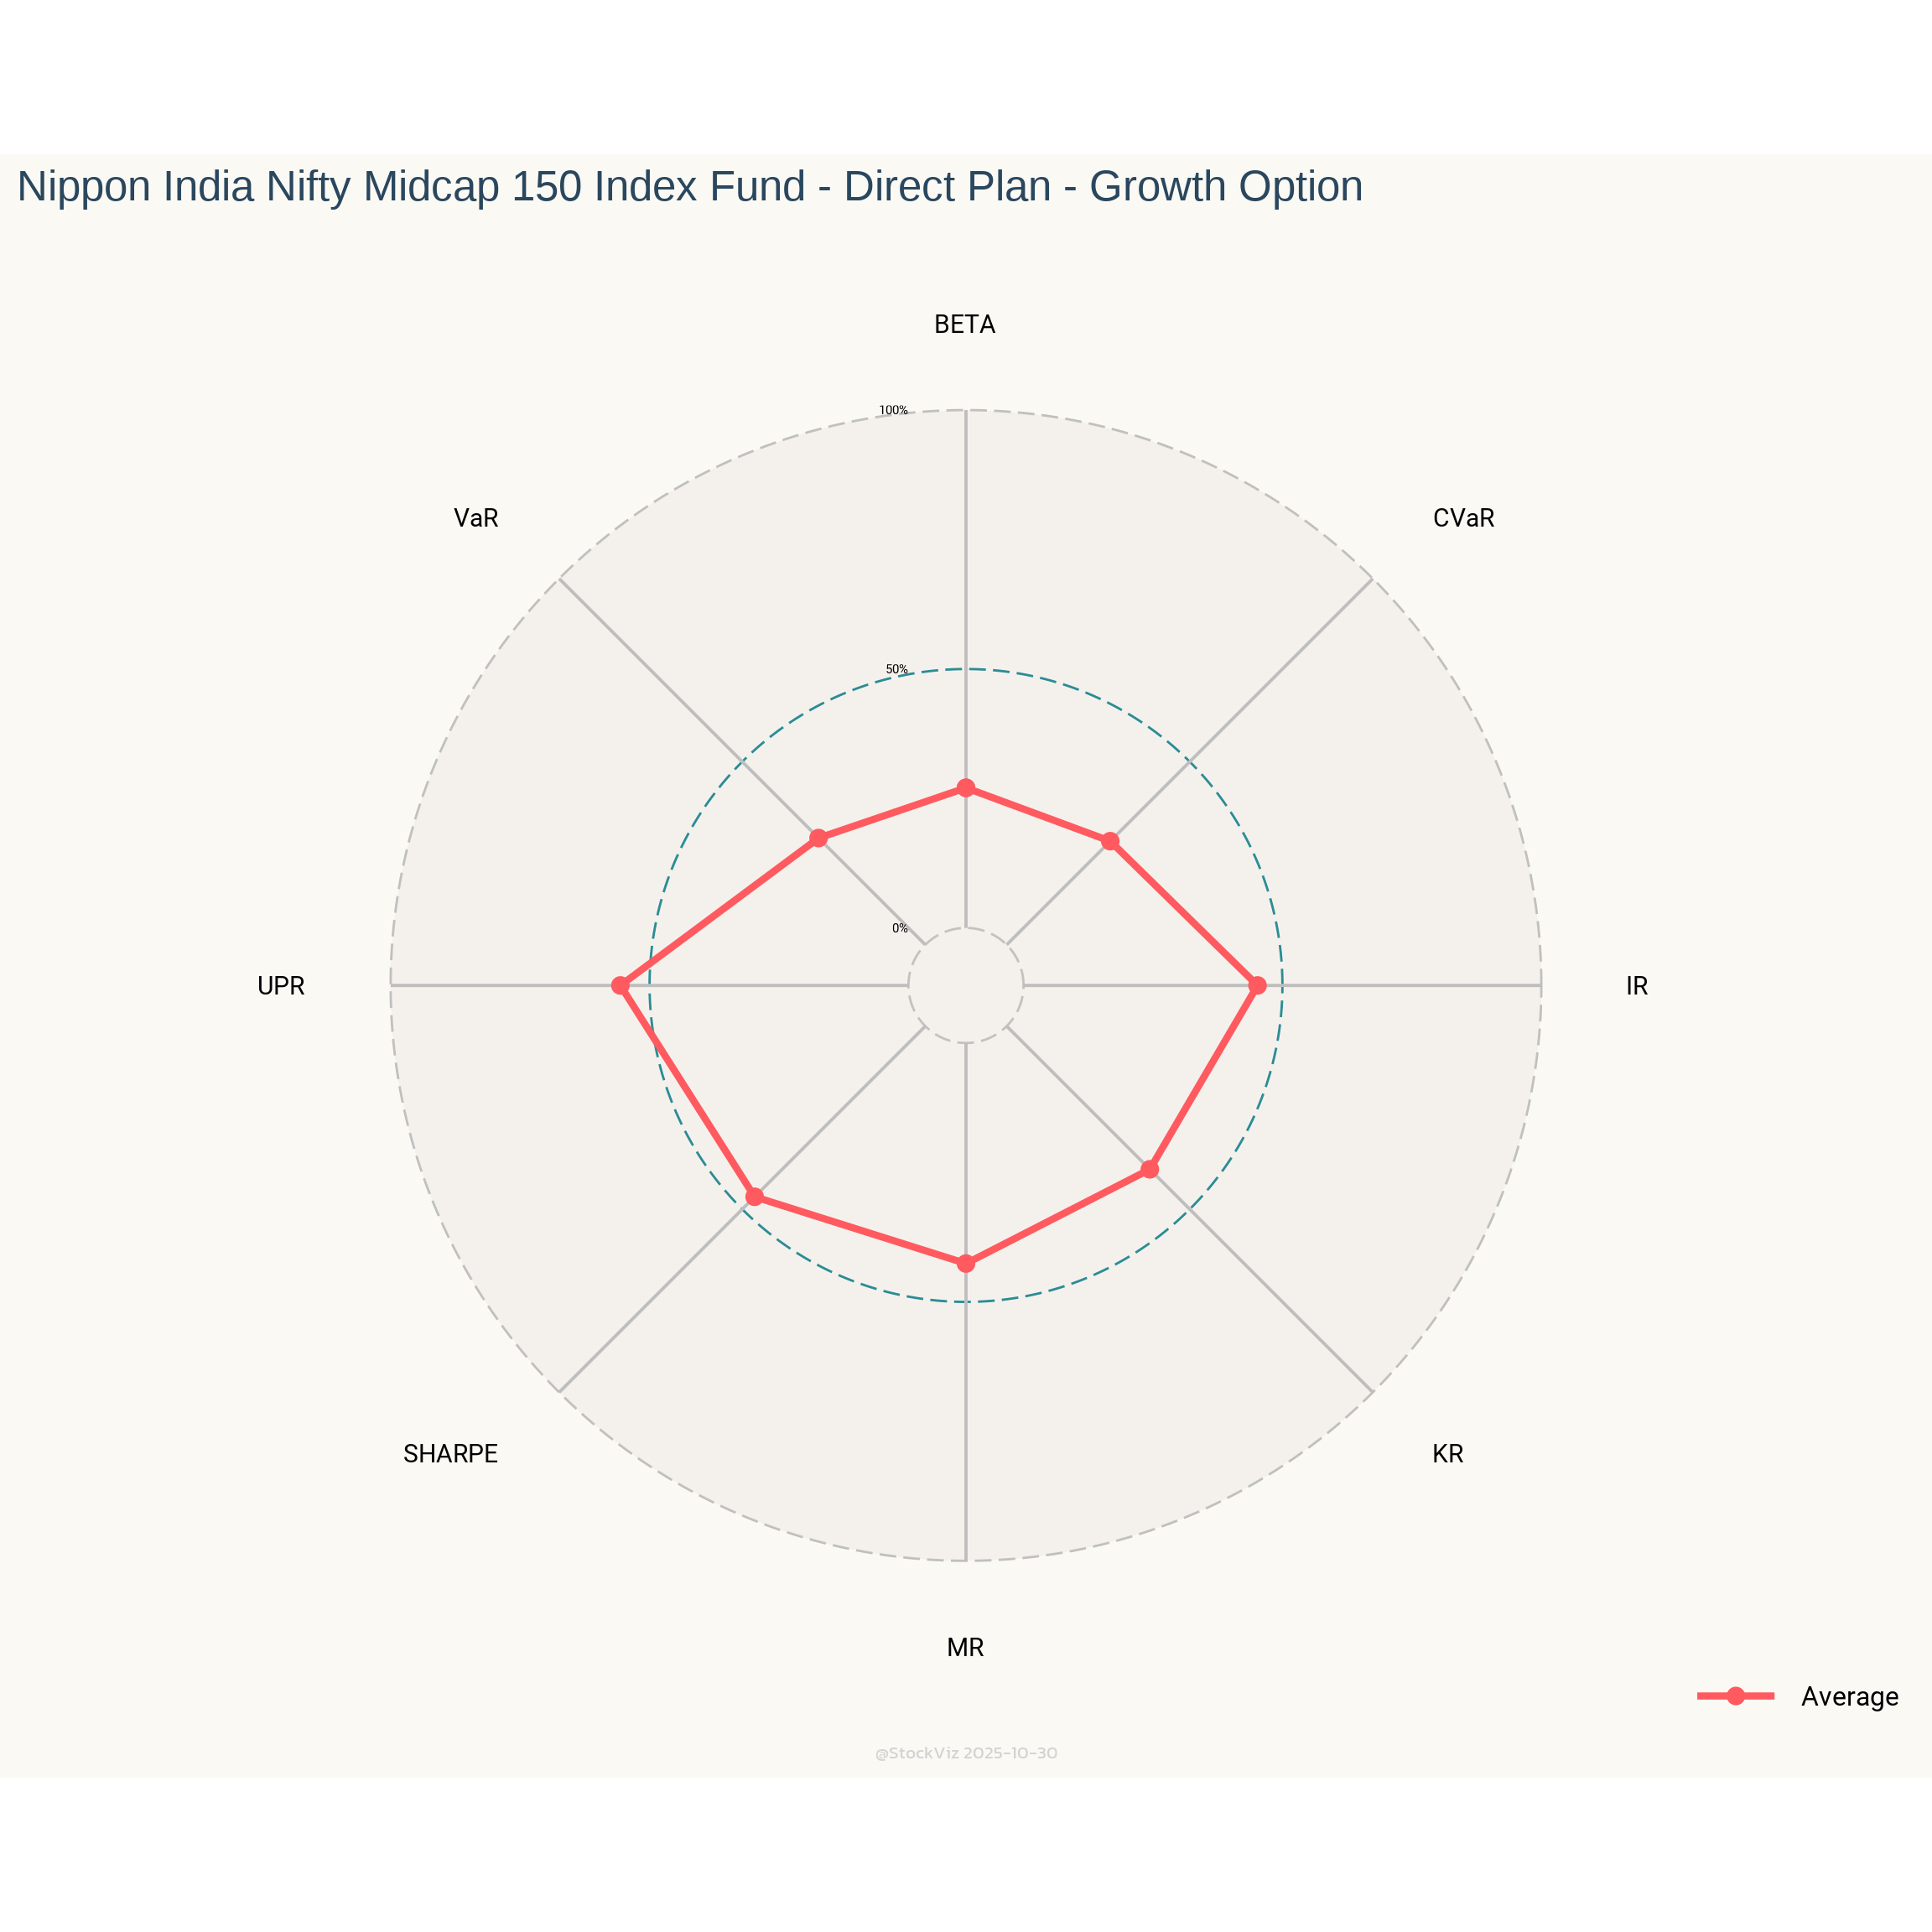 Nippon India Nifty Midcap 150 Index Fund - Direct Plan - Growth Option
BETA
100%
VaR
CVaR
50%
0%
UPR
IR
SHARPE
KR
MR
Average
@StockViz 2025-10-30